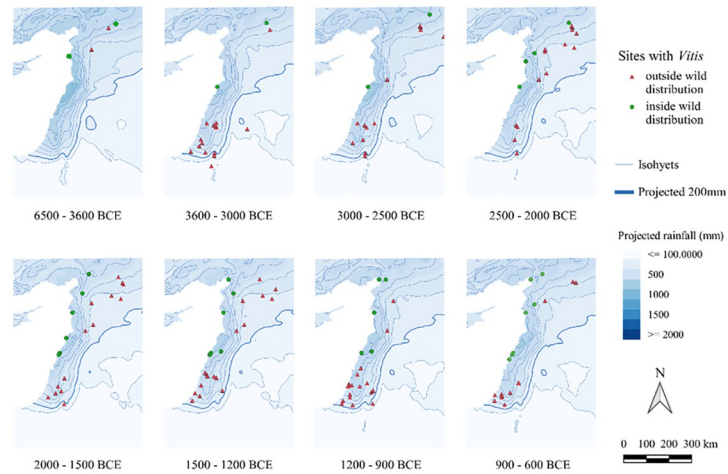 6500 - 3600 BCE
3600 - 3000 BCE
3000 - 2500 BCE
2500 - 2000 BCE
2000 - 1500 BCE
1500 - 1200 BCE
1200 - 900 BCE
900 - 600 BCE
Sites with Vitis
outside wild
distribution
inside wild
distribution
Isohyets
Projected 200mm
Projected rainfall (mm)
<= 100.0000
500
1000
1500
>= 2000
N
0 100 200 300 km